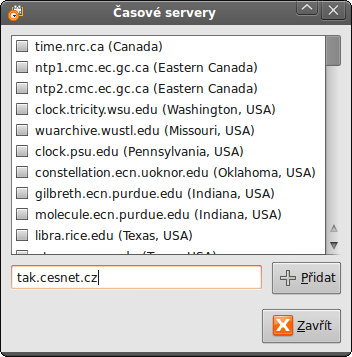 Časové servery
time.nrc.ca (Canada)
ntp1.cmc.ec.gc.ca (Eastern Canada)
ntp2.cmc.ec.gc.ca (Eastern Canada)
clock.tricity.wsu.edu (Washington, USA)
wuarchive.wustl.edu (Missouri, USA)
clock.psu.edu (Pennsylvania, USA)
constellation.ecn.uoknor.edu (Oklahoma, USA)
gilbreth.ecn.purdue.edu (Indiana, USA)
molecule.ecn.purdue.edu (Indiana, USA)
libra.rice.edu (Texas, USA)
tak.cesnet.cz
Přidat
Zavřít